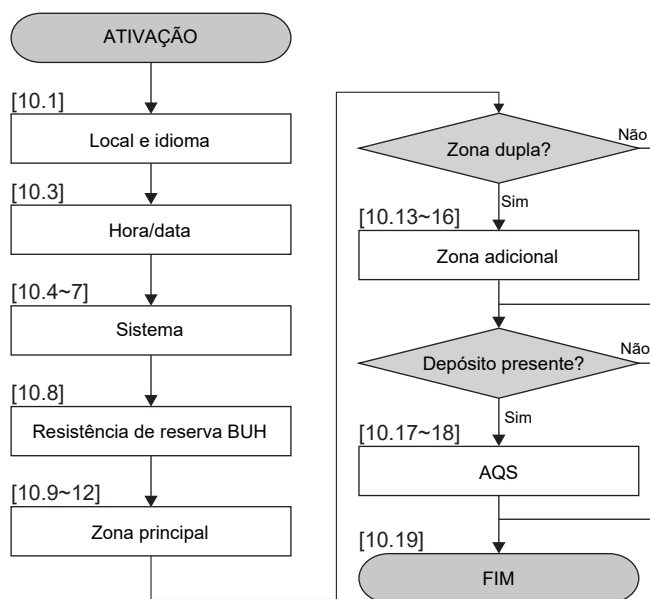 ATIVAÇÃO
[10.1]
Local e idioma
[10.3]
Hora/data
[10.4~7]
Sistema
[10.8]
Resistência de reserva BUH
[10.9~12]
Zona principal
Zona dupla?
Não
Sim
[10.13~16]
Zona adicional
Depósito presente?
Não
Sim
[10.17~18]
AQS
[10.19]
FIM